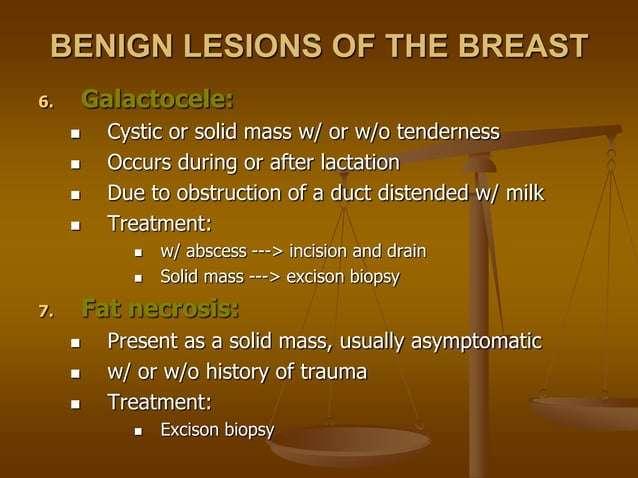 BENIGN LESIONS OF THE BREAST
6. Galactocele:
■ Cystic or solid mass w/ or w/o tenderness
■ Occurs during or after lactation
■ Due to obstruction of a duct distended w/ milk
■ Treatment:
■ w/ abscess ---> incision and drain
■ Solid mass ---> excison biopsy
7. Fat necrosis:
■ Present as a solid mass, usually asymptomatic
■ w/ or w/o history of trauma
■ Treatment:
■ Excison biopsy